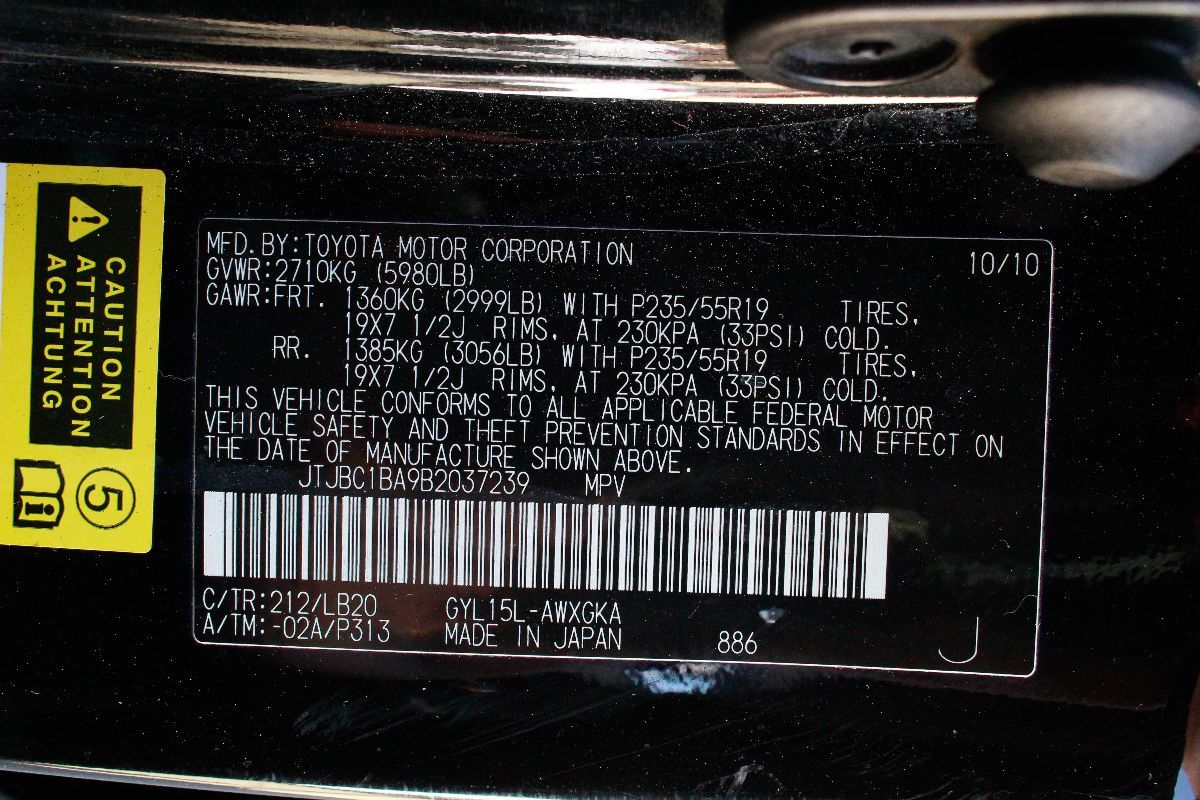 CAUTION
ATTENTION
ACHTUNG
5
MFD. BY: TOYOTA MOTOR CORPORATION 10/10
GVWR:2710KG (5980LB)
GAWR:FRT. 1360KG (2999LB) WITH P235/55R19 TIRES,
19X7 1/2J RIMS, AT 230KPA (33PSI) COLD.
RR. 1385KG (3056LB) WITH P235/55R19 TIRES,
19X7 1/2J RIMS, AT 230KPA (33PSI) COLD.
THIS VEHICLE CONFORMS TO ALL APPLICABLE FEDERAL MOTOR
VEHICLE SAFETY AND THEFT PREVENTION STANDARDS IN EFFECT ON
THE DATE OF MANUFACTURE SHOWN ABOVE.
JTJBC1BA9B2037239 MPV
C/TR:212/LB20 GYL15L-AWXGKA
A/TM:-02A/P313 MADE IN JAPAN 886 J